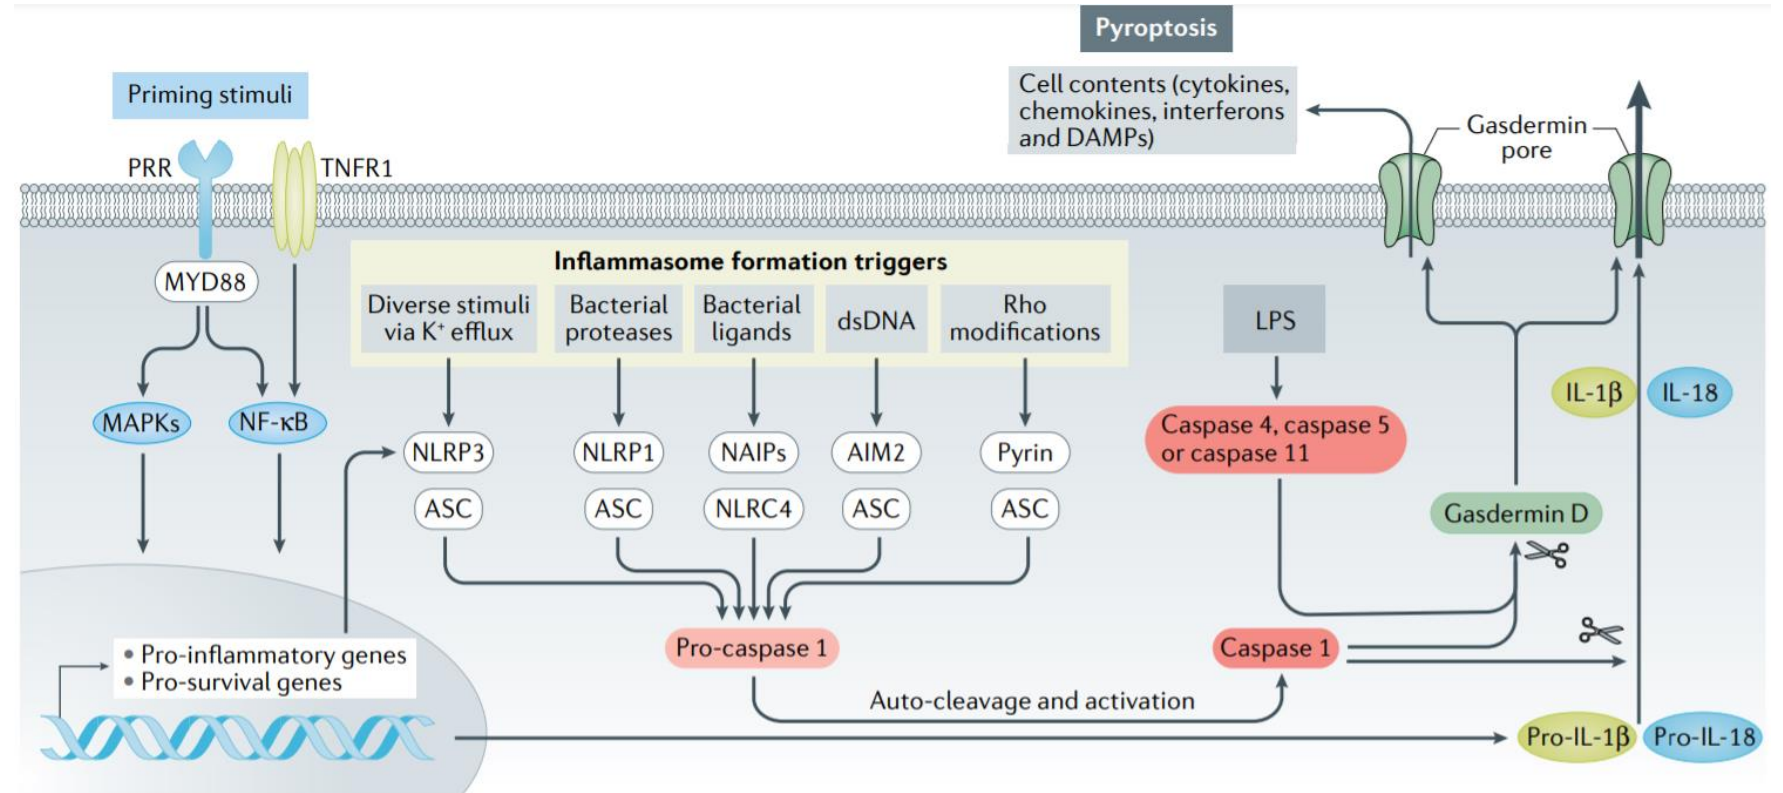 Pyroptosis
Priming stimuli
Cell contents (cytokines,
chemokines, interferons
and DAMPs)
Gasdermin
pore
PRR
TNFR1
MYD88
Inflammasome formation triggers
Diverse stimuli
via K⁺ efflux
Bacterial
proteases
Bacterial
ligands
dsDNA
Rho
modifications
LPS
MAPKs
NF-κB
NLRP3
NLRP1
NAIPs
AIM2
Pyrin
Caspase 4, caspase 5
or caspase 11
IL-1β
IL-18
ASC
ASC
NLRC4
ASC
ASC
Gasdermin D
• Pro-inflammatory genes
• Pro-survival genes
Pro-caspase 1
Caspase 1
Auto-cleavage and activation
Pro-IL-1β
Pro-IL-18